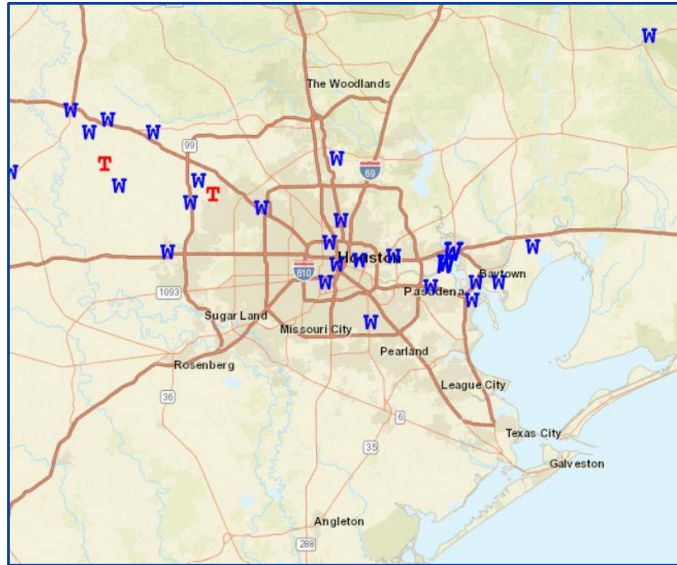 W
The Woodlands
W
W
W
W
99
W
T
69
W
W
W
T
W
W
W
W
W
W
Houston
W
W
W
W
W
W
W
610
Baytown
W
W
W
W
1093
Pasadena
W
Sugar Land
Missouri City
W
Pearland
Rosenberg
League City
36
6
Texas City
35
Galveston
Angleton
288